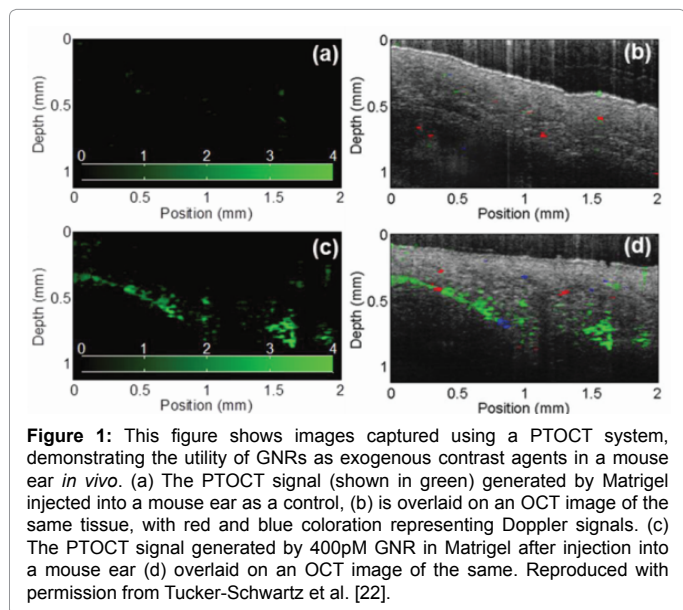 0
(a)
0.5
Depth (mm)
0 1 2 3 4
1
0 0.5 1 1.5 2
Position (mm)
0
(b)
0.5
Depth (mm)
1
0 0.5 1 1.5 2
Position (mm)
0
(c)
0.5
Depth (mm)
0 1 2 3 4
1
0 0.5 1 1.5 2
Position (mm)
0
(d)
0.5
Depth (mm)
1
0 0.5 1 1.5 2
Position (mm)
Figure 1: This figure shows images captured using a PTOCT system,
demonstrating the utility of GNRs as exogenous contrast agents in a mouse
ear in vivo. (a) The PTOCT signal (shown in green) generated by Matrigel
injected into a mouse ear as a control, (b) is overlaid on an OCT image of the
same tissue, with red and blue coloration representing Doppler signals. (c)
The PTOCT signal generated by 400pM GNR in Matrigel after injection into
a mouse ear (d) overlaid on an OCT image of the same. Reproduced with
permission from Tucker-Schwartz et al. [22].